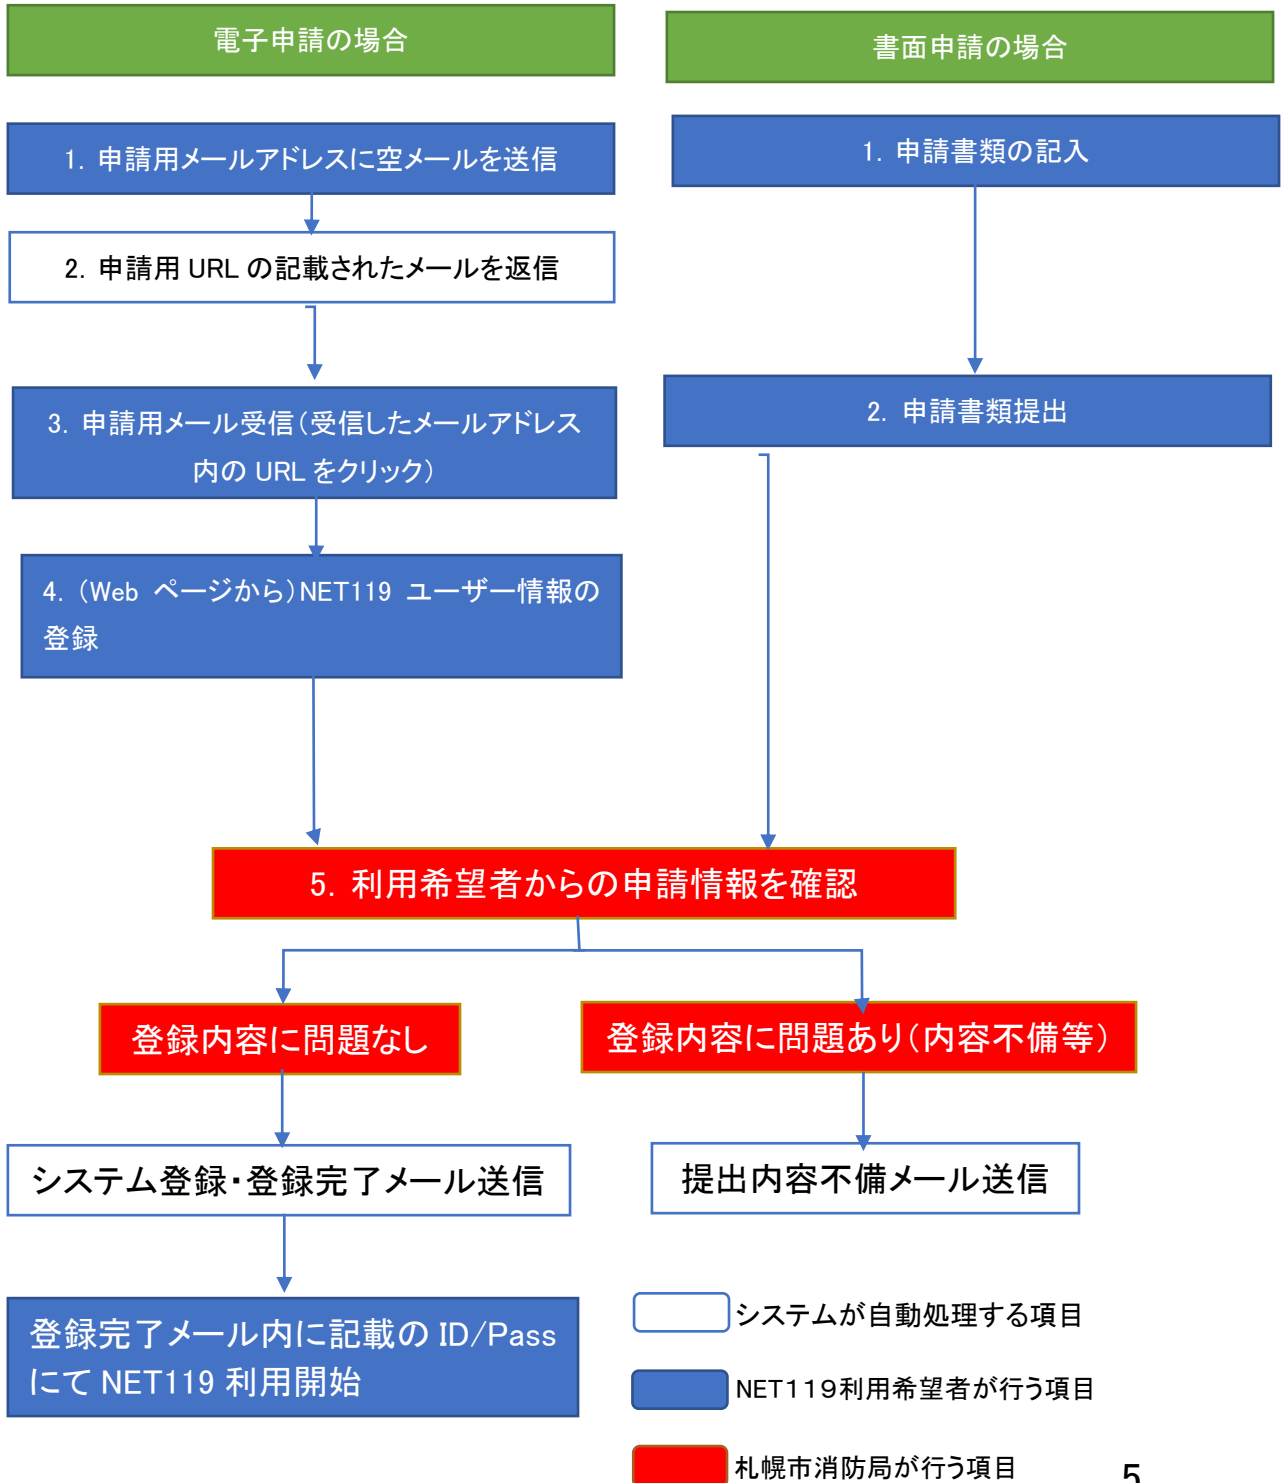 電子申請の場合
書面申請の場合
1. 申請用メールアドレスに空メールを送信
1. 申請書類の記入
2. 申請用 URL の記載されたメールを返信
2. 申請書類提出
3. 申請用メール受信(受信したメールアドレス
内の URL をクリック)
4. (Web ページから)NET119 ユーザー情報の
登録
5. 利用希望者からの申請情報を確認
登録内容に問題なし
登録内容に問題あり(内容不備等)
システム登録・登録完了メール送信
提出内容不備メール送信
登録完了メール内に記載の ID/Pass
にて NET119 利用開始
システムが自動処理する項目
NET119利用希望者が行う項目
札幌市消防局が行う項目
5